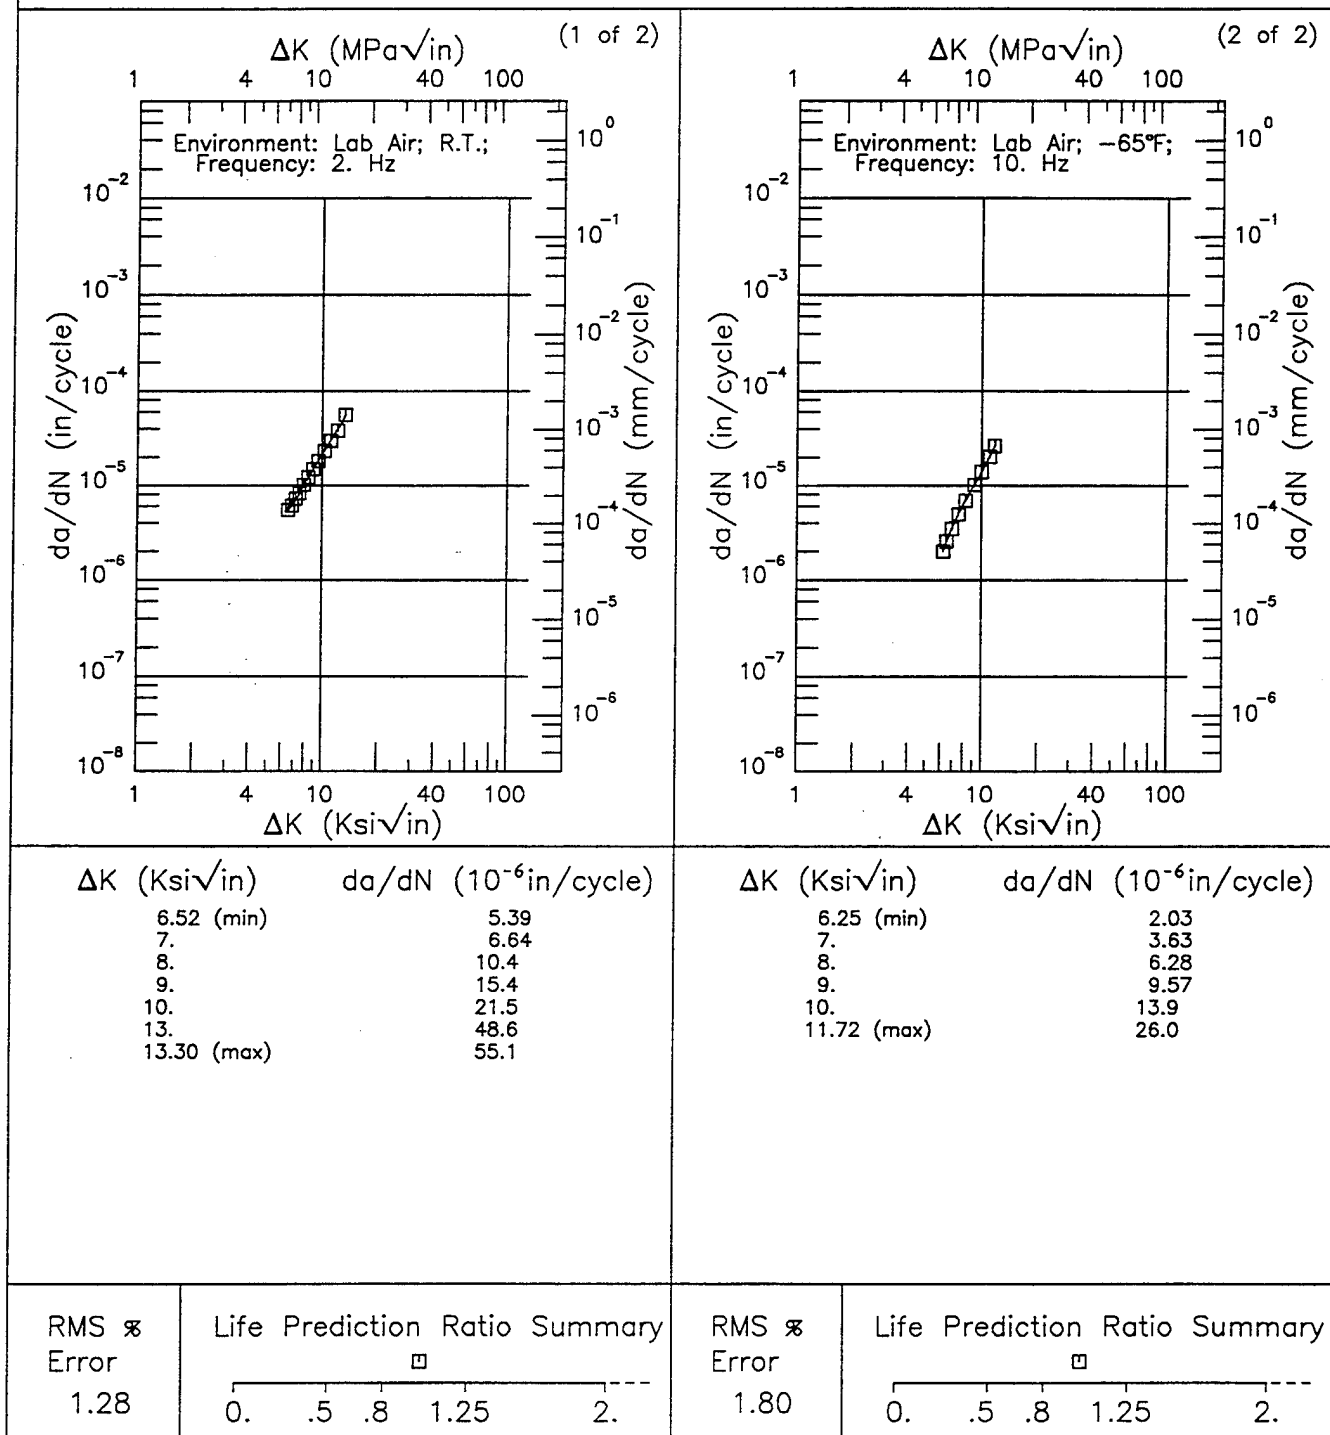 (1 of 2)
ΔK (MPa√in)
1 4 10 40 100
Environment: Lab Air; R.T.;
Frequency: 2. Hz
10⁰
10⁻²
10⁻¹
10⁻³
10⁻²
10⁻⁴
10⁻³
10⁻⁵
10⁻⁴
10⁻⁶
10⁻⁵
10⁻⁷
10⁻⁶
10⁻⁸
da/dN (in/cycle)
da/dN (mm/cycle)
1 4 10 40 100
ΔK (Ksi√in)
ΔK (Ksi√in) da/dN (10⁻⁶in/cycle)
6.52 (min) 5.39
7. 6.64
8. 10.4
9. 15.4
10. 21.5
13. 48.6
13.30 (max) 55.1
RMS %
Error
1.28
Life Prediction Ratio Summary
0. .5 .8 1.25 2.
(2 of 2)
ΔK (MPa√in)
1 4 10 40 100
Environment: Lab Air; −65°F;
Frequency: 10. Hz
10⁰
10⁻²
10⁻¹
10⁻³
10⁻²
10⁻⁴
10⁻³
10⁻⁵
10⁻⁴
10⁻⁶
10⁻⁵
10⁻⁷
10⁻⁶
10⁻⁸
da/dN (in/cycle)
da/dN (mm/cycle)
1 4 10 40 100
ΔK (Ksi√in)
ΔK (Ksi√in) da/dN (10⁻⁶in/cycle)
6.25 (min) 2.03
7. 3.63
8. 6.28
9. 9.57
10. 13.9
11.72 (max) 26.0
RMS %
Error
1.80
Life Prediction Ratio Summary
0. .5 .8 1.25 2.